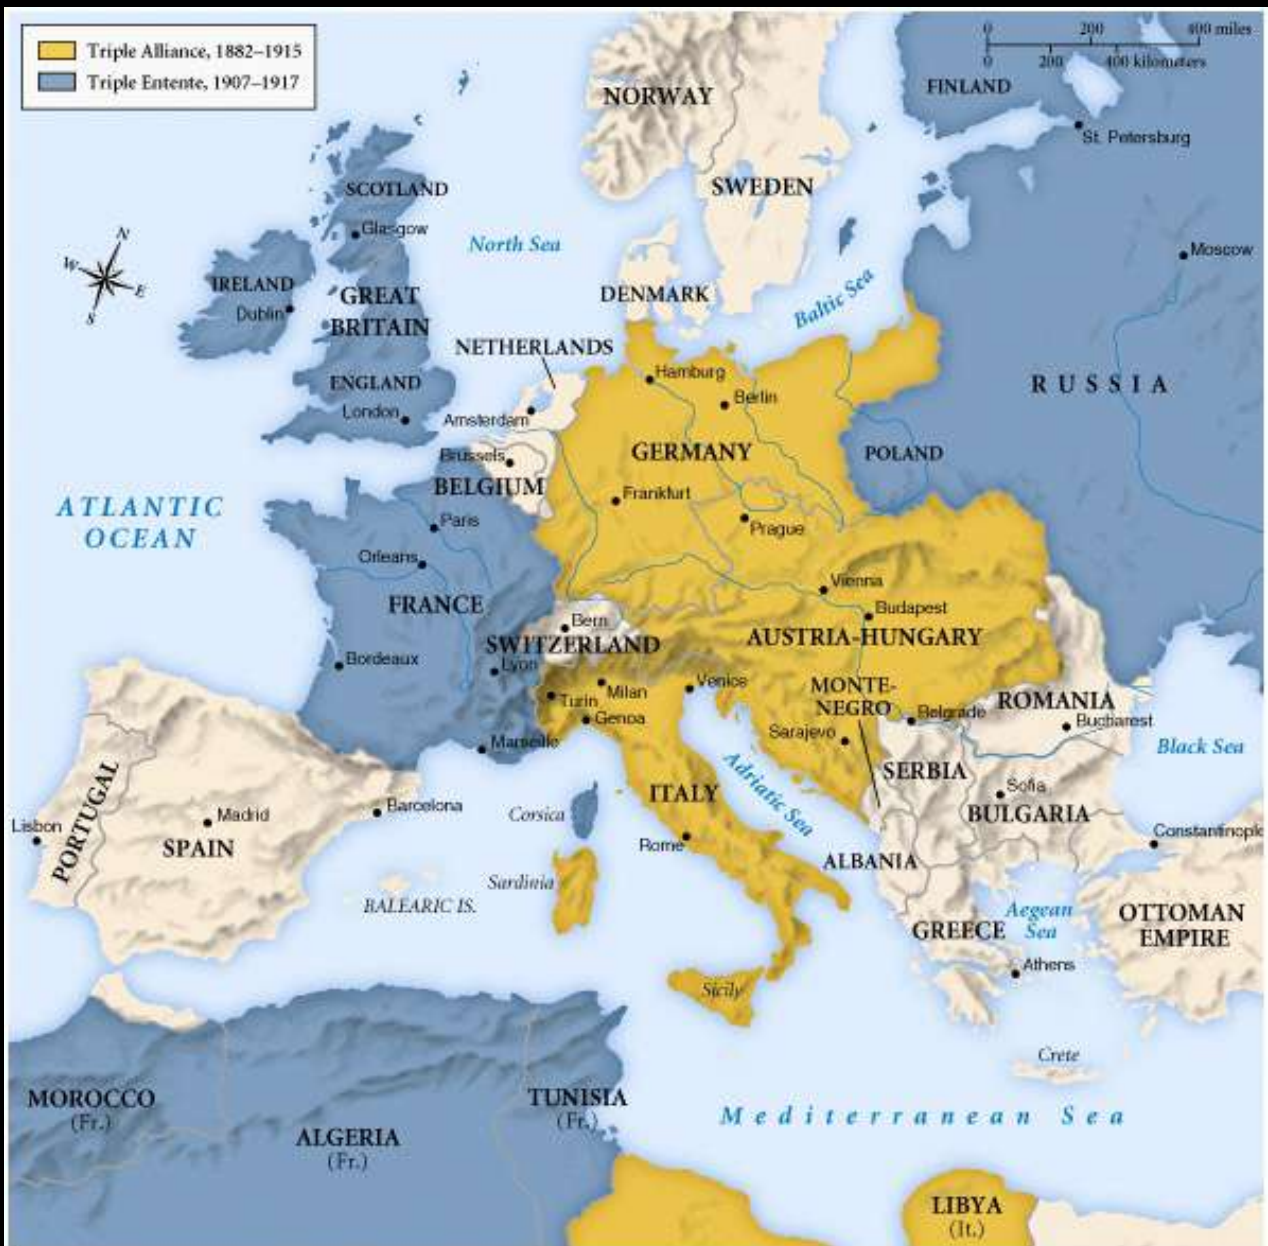 Triple Alliance, 1882–1915
Triple Entente, 1907–1917
0 200 400 miles
0 200 400 kilometers
NORWAY
FINLAND
St. Petersburg
SCOTLAND
SWEDEN
Glasgow
North Sea
Moscow
N
W
E
S
IRELAND
Dublin
GREAT
BRITAIN
DENMARK
Baltic Sea
NETHERLANDS
ENGLAND
London
Amsterdam
Hamburg
Berlin
RUSSIA
Brussels
BELGIUM
GERMANY
POLAND
ATLANTIC
OCEAN
Paris
Frankfurt
Prague
Orleans
FRANCE
Vienna
Budapest
Bern
SWITZERLAND
AUSTRIA-HUNGARY
Bordeaux
Lyon
Turin
Milan
Genoa
Venice
MONTE-
NEGRO
Belgrade
ROMANIA
Bucharest
Marseille
Sarajevo
Black Sea
Adriatic Sea
SERBIA
Sofia
BULGARIA
PORTUGAL
Lisbon
Madrid
SPAIN
Barcelona
Corsica
ITALY
Rome
Constantinople
ALBANIA
Sardinia
BALEARIC IS.
GREECE
Aegean
Sea
OTTOMAN
EMPIRE
Athens
Sicily
Crete
MOROCCO
(Fr.)
ALGERIA
(Fr.)
TUNISIA
(Fr.)
Mediterranean Sea
LIBYA
(It.)